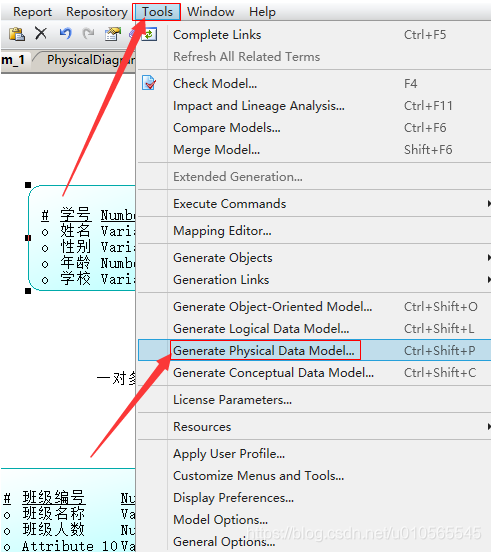 Report Repository Tools Window Help
Complete Links Ctrl+F5
Refresh All Related Terms
m_1 PhysicalDiagra
Check Model... F4
Impact and Lineage Analysis... Ctrl+F11
Compare Models... Ctrl+F6
Merge Model... Shift+F6
Extended Generation...
Execute Commands
Mapping Editor...
Generate Objects
Generation Links
Generate Object-Oriented Model... Ctrl+Shift+O
Generate Logical Data Model... Ctrl+Shift+L
Generate Physical Data Model... Ctrl+Shift+P
Generate Conceptual Data Model... Ctrl+Shift+C
License Parameters...
Resources
Apply User Profile...
Customize Menus and Tools...
Display Preferences...
Model Options...
General Options...
# 学号 Numbe
o 姓名 Varia
o 性别 Varia
o 年龄 Numbe
o 学校 Varia
一对多
# 班级编号 Nu
o 班级名称 Va
o 班级人数 Nu
o Attribute_10 Va
https://blog.csdn.net/u010565545